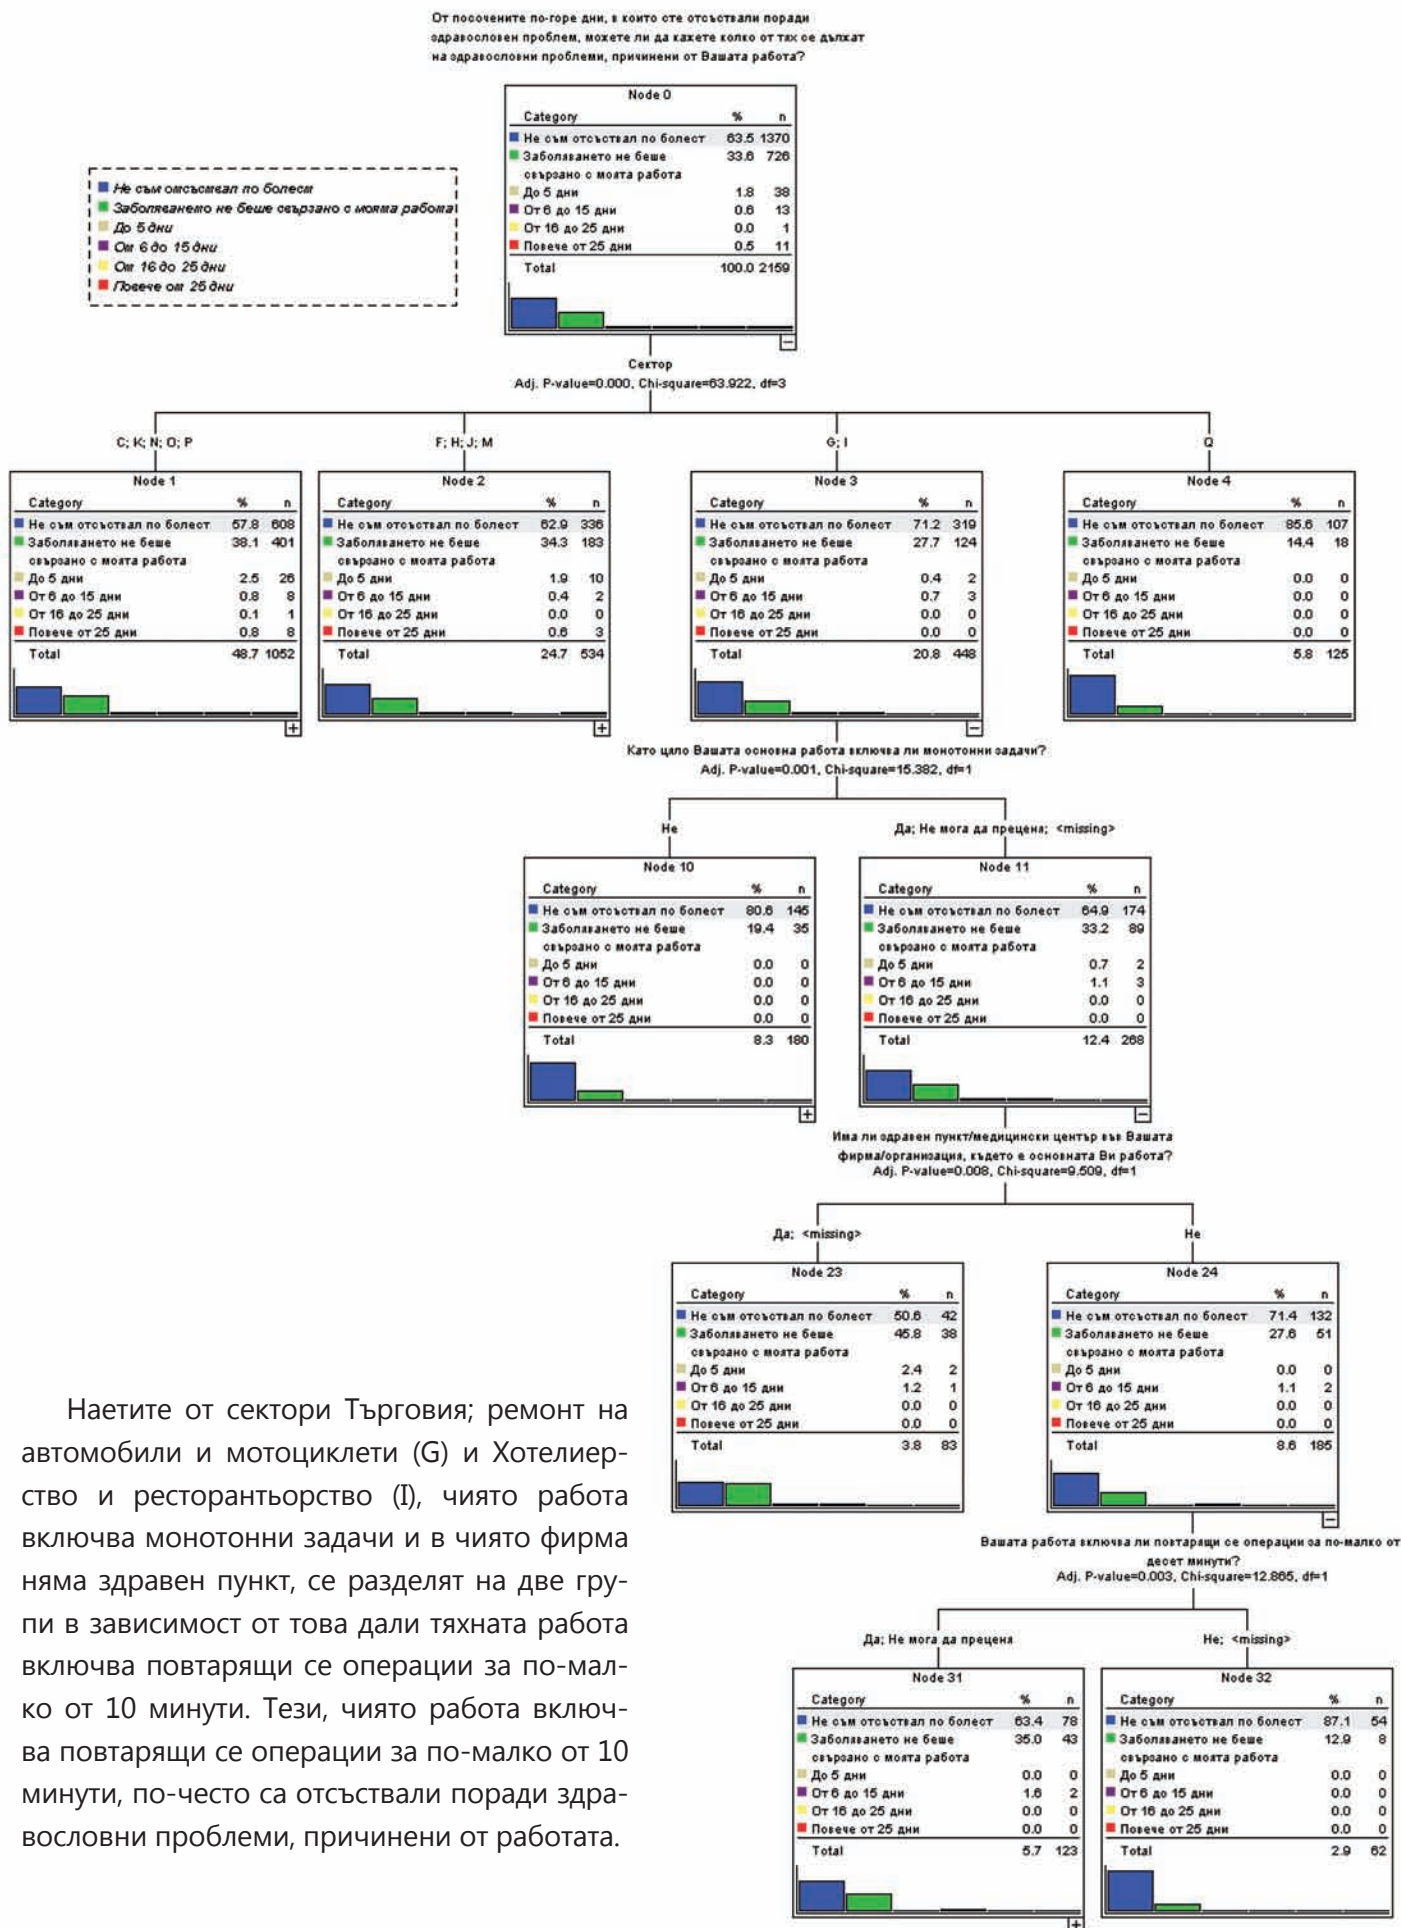 От посочените по-горе дни, в които сте отсъствали поради
здравословен проблем, можете ли да кажете колко от тях се дължат
на здравословни проблеми, причинени от Вашата работа?
Node 0
Category % n
Не съм отсъствал по болест 63.5 1370
Заболяването не беше 33.6 726
свързано с моята работа
До 5 дни 1.8 38
От 6 до 15 дни 0.6 13
От 16 до 25 дни 0.0 1
Повече от 25 дни 0.5 11
Total 100.0 2159
Не съм отсъствал по болест
Заболяването не беше свързано с моята работа
До 5 дни
От 6 до 15 дни
От 16 до 25 дни
Повече от 25 дни
Сектор
Adj. P-value=0.000, Chi-square=63.922, df=3
C; K; N; O; P
F; H; J; M
G; I
Q
Node 1
Category % n
Не съм отсъствал по болест 57.8 608
Заболяването не беше 38.1 401
свързано с моята работа
До 5 дни 2.5 26
От 6 до 15 дни 0.8 8
От 16 до 25 дни 0.1 1
Повече от 25 дни 0.8 8
Total 48.7 1052
Node 2
Category % n
Не съм отсъствал по болест 62.9 336
Заболяването не беше 34.3 183
свързано с моята работа
До 5 дни 1.9 10
От 6 до 15 дни 0.4 2
От 16 до 25 дни 0.0 0
Повече от 25 дни 0.6 3
Total 24.7 534
Node 3
Category % n
Не съм отсъствал по болест 71.2 319
Заболяването не беше 27.7 124
свързано с моята работа
До 5 дни 0.4 2
От 6 до 15 дни 0.7 3
От 16 до 25 дни 0.0 0
Повече от 25 дни 0.0 0
Total 20.8 448
Node 4
Category % n
Не съм отсъствал по болест 85.6 107
Заболяването не беше 14.4 18
свързано с моята работа
До 5 дни 0.0 0
От 6 до 15 дни 0.0 0
От 16 до 25 дни 0.0 0
Повече от 25 дни 0.0 0
Total 5.8 125
Като цяло Вашата основна работа включва ли монотонни задачи?
Adj. P-value=0.001, Chi-square=15.382, df=1
Не
Да; Не мога да преценя; <missing>
Node 10
Category % n
Не съм отсъствал по болест 80.6 145
Заболяването не беше 19.4 35
свързано с моята работа
До 5 дни 0.0 0
От 6 до 15 дни 0.0 0
От 16 до 25 дни 0.0 0
Повече от 25 дни 0.0 0
Total 8.3 180
Node 11
Category % n
Не съм отсъствал по болест 64.9 174
Заболяването не беше 33.2 89
свързано с моята работа
До 5 дни 0.7 2
От 6 до 15 дни 1.1 3
От 16 до 25 дни 0.0 0
Повече от 25 дни 0.0 0
Total 12.4 268
Има ли здравен пункт/медицински център във Вашата
фирма/организация, където е основната Ви работа?
Adj. P-value=0.008, Chi-square=9.509, df=1
Да; <missing>
Не
Node 23
Category % n
Не съм отсъствал по болест 50.6 42
Заболяването не беше 45.8 38
свързано с моята работа
До 5 дни 2.4 2
От 6 до 15 дни 1.2 1
От 16 до 25 дни 0.0 0
Повече от 25 дни 0.0 0
Total 3.8 83
Node 24
Category % n
Не съм отсъствал по болест 71.4 132
Заболяването не беше 27.6 51
свързано с моята работа
До 5 дни 0.0 0
От 6 до 15 дни 1.1 2
От 16 до 25 дни 0.0 0
Повече от 25 дни 0.0 0
Total 8.6 185
Вашата работа включва ли повтарящи се операции за по-малко от
десет минути?
Adj. P-value=0.003, Chi-square=12.865, df=1
Да; Не мога да преценя
Не; <missing>
Node 31
Category % n
Не съм отсъствал по болест 63.4 78
Заболяването не беше 35.0 43
свързано с моята работа
До 5 дни 0.0 0
От 6 до 15 дни 1.6 2
От 16 до 25 дни 0.0 0
Повече от 25 дни 0.0 0
Total 5.7 123
Node 32
Category % n
Не съм отсъствал по болест 87.1 54
Заболяването не беше 12.9 8
свързано с моята работа
До 5 дни 0.0 0
От 6 до 15 дни 0.0 0
От 16 до 25 дни 0.0 0
Повече от 25 дни 0.0 0
Total 2.9 62
Наетите от сектори Търговия; ремонт на
автомобили и мотоциклети (G) и Хотелиер-
ство и ресторантьорство (I), чиято работа
включва монотонни задачи и в чиято фирма
няма здравен пункт, се разделят на две гру-
пи в зависимост от това дали тяхната работа
включва повтарящи се операции за по-мал-
ко от 10 минути. Тези, чиято работа включ-
ва повтарящи се операции за по-малко от 10
минути, по-често са отсъствали поради здра-
вословни проблеми, причинени от работата.